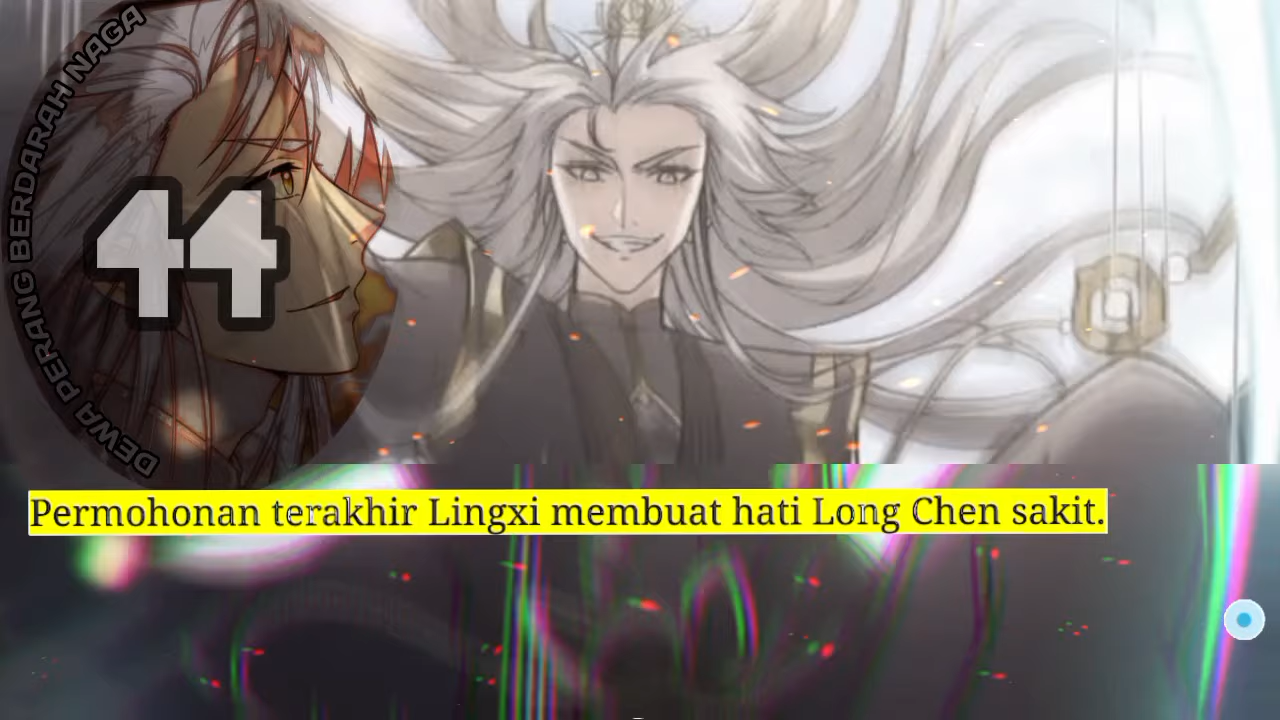 DEWA PERANG BERDARAH NAGA
44
Permohonan terakhir Lingxi membuat hati Long Chen sakit.